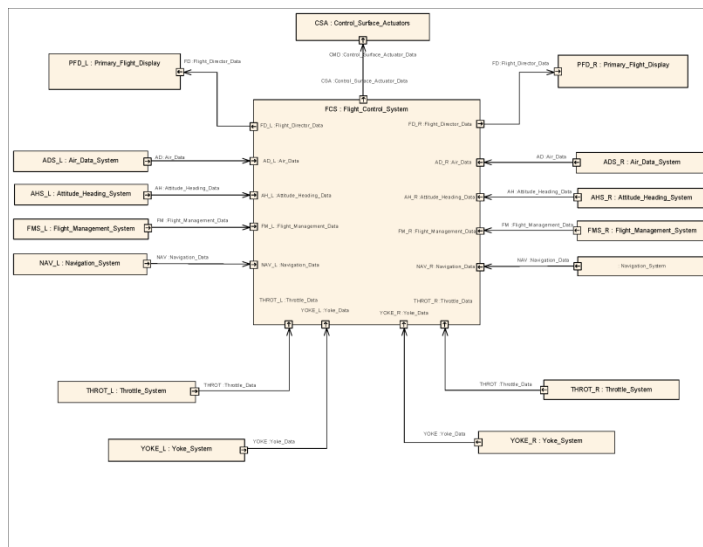 CSA : Control_Surface_Actuators
CMD :Control_Surface_Actuator_Data
PFD_L : Primary_Flight_Display
FD :Flight_Director_Data
FD :Flight_Director_Data
PFD_R : Primary_Flight_Display
CSA :Control_Surface_Actuator_Data
FCS : Flight_Control_System
FD_L :Flight_Director_Data
FD_R :Flight_Director_Data
ADS_L : Air_Data_System
AD :Air_Data
AD_L :Air_Data
AD_R :Air_Data
AD :Air_Data
ADS_R : Air_Data_System
AHS_L : Attitude_Heading_System
AH :Attitude_Heading_Data
AH_L :Attitude_Heading_Data
AH_R :Attitude_Heading_Data
AH :Attitude_Heading_Data
AHS_R : Attitude_Heading_System
FMS_L : Flight_Management_System
FM :Flight_Management_Data
FM_L :Flight_Management_Data
FM_R :Flight_Management_Data
FM :Flight_Management_Data
FMS_R : Flight_Management_System
NAV_L : Navigation_System
NAV :Navigation_Data
NAV_L :Navigation_Data
NAV_R :Navigation_Data
NAV :Navigation_Data
Navigation_System
THROT_L :Throttle_Data
THROT_R :Throttle_Data
YOKE_L :Yoke_Data
YOKE_R :Yoke_Data
THROT_L : Throttle_System
THROT :Throttle_Data
THROT :Throttle_Data
THROT_R : Throttle_System
YOKE_L : Yoke_System
YOKE :Yoke_Data
YOKE :Yoke_Data
YOKE_R : Yoke_System